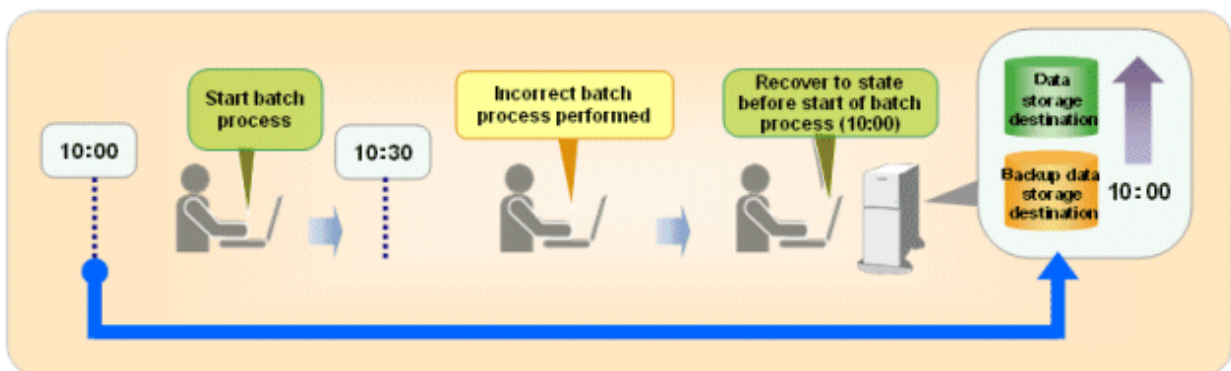 10:00
Start batch
process
10:30
Incorrect batch
process performed
Recover to state
before start of batch
process (10:00)
Data
storage
destination
Backup data
storage
destination
10:00